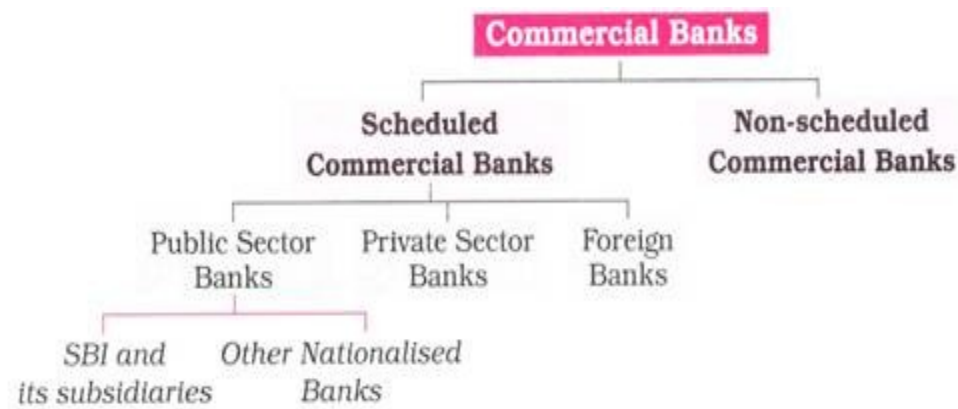 Commercial Banks
Scheduled
Commercial Banks
Non-scheduled
Commercial Banks
Public Sector
Banks
Private Sector
Banks
Foreign
Banks
SBI and
its subsidiaries
Other Nationalised
Banks